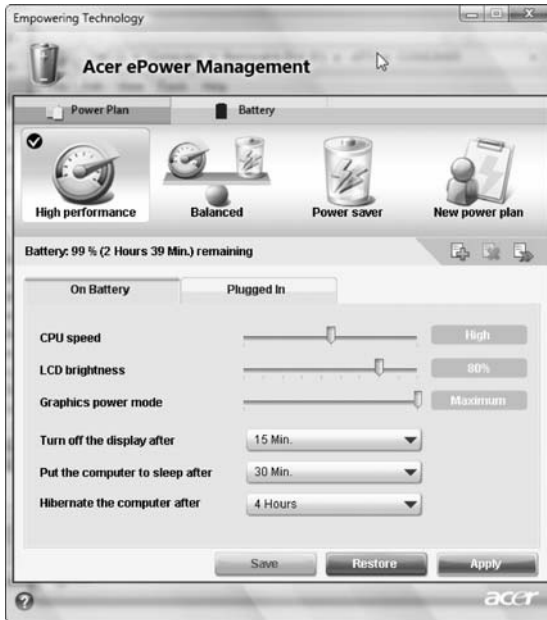 Empowering Technology
Acer ePower Management
Power Plan Battery
High performance Balanced Power saver New power plan
Battery: 99 % (2 Hours 39 Min.) remaining
On Battery Plugged In
CPU speed High
LCD brightness 80%
Graphics power mode Maximum
Turn off the display after 15 Min.
Put the computer to sleep after 30 Min.
Hibernate the computer after 4 Hours
Save Restore Apply
acer